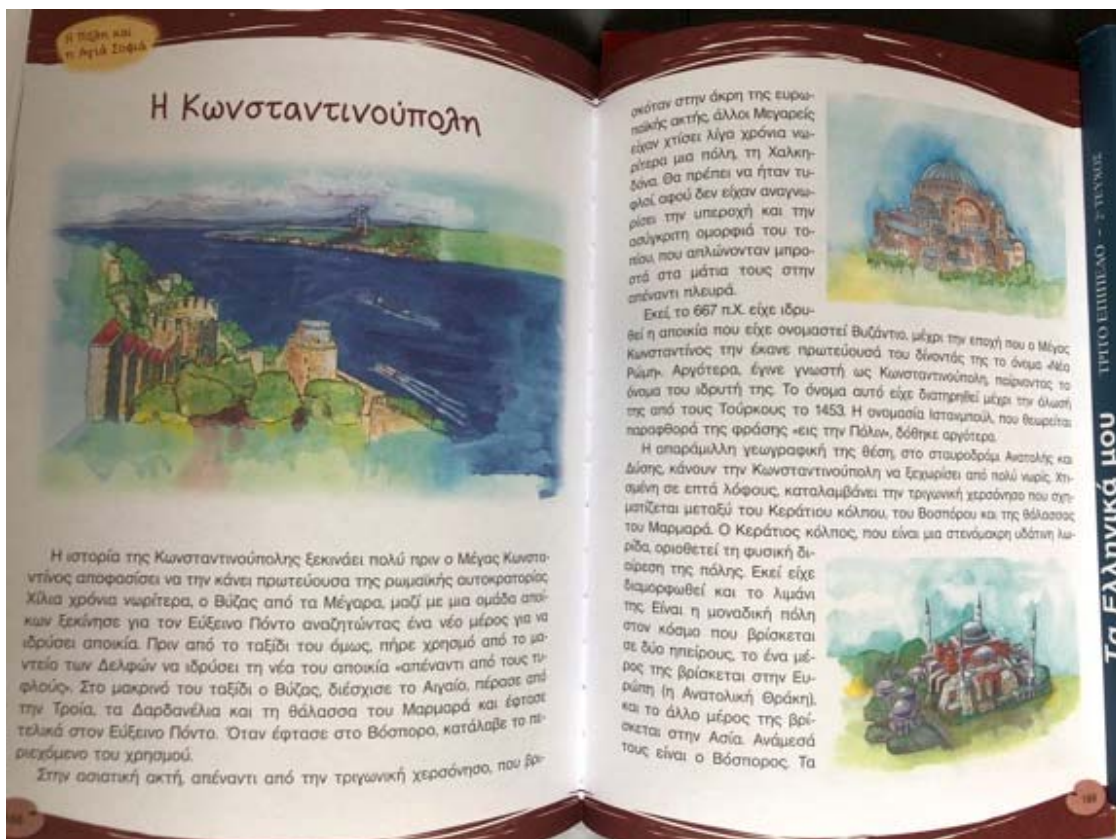 Η Πόλη και
η Αγιά Σοφιά
Η Κωνσταντινούπολη
Η ιστορία της Κωνσταντινούπολης ξεκινάει πολύ πριν ο Μέγας Κωνστα-
ντίνος αποφασίσει να την κάνει πρωτεύουσα της ρωμαϊκής αυτοκρατορίας
Χίλια χρόνια νωρίτερα, ο Βύζας από τα Μέγαρα, μαζί με μια ομάδα αποί-
κων ξεκίνησε για τον Εύξεινο Πόντο αναζητώντας ένα νέο μέρος για να
ιδρύσει αποικία. Πριν από το ταξίδι του όμως, πήρε χρησμό από το μα-
ντείο των Δελφών να ιδρύσει τη νέα του αποικία «απέναντι από τους τυ-
φλούς». Στο μακρινό του ταξίδι ο Βύζας, διέσχισε το Αιγαίο, πέρασε από
την Τροία, τα Δαρδανέλια και τη θάλασσα του Μαρμαρά και έφτασε
τελικά στον Εύξεινο Πόντο. Όταν έφτασε στο Βόσπορο, κατάλαβε το πε-
ριεχόμενο του χρησμού.
Στην ασιατική ακτή, απέναντι από την τριγωνική χερσόνησο, που βρι-
σκόταν στην άκρη της ευρω-
παϊκής ακτής, άλλοι Μεγαρείς
είχαν χτίσει λίγα χρόνια νω-
ρίτερα μια πόλη, τη Χαλκη-
δόνα. Θα πρέπει να ήταν τυ-
φλοί, αφού δεν είχαν αναγνω-
ρίσει την υπεροχή και την
ασύγκριτη ομορφιά του το-
πίου, που απλώνονταν μπρο-
στά στα μάτια τους στην
απέναντι πλευρά.
Εκεί, το 667 π.Χ. είχε ιδρυ-
θεί η αποικία που είχε ονομαστεί Βυζάντιο, μέχρι την εποχή που ο Μέγας
Κωνσταντίνος την έκανε πρωτεύουσά του δίνοντάς της το όνομα «Νέα
Ρώμη». Αργότερα, έγινε γνωστή ως Κωνσταντινούπολη, παίρνοντας το
όνομα του ιδρυτή της. Το όνομα αυτό είχε διατηρηθεί μέχρι την άλωσή
της από τους Τούρκους το 1453. Η ονομασία Ισταμπούλ, που θεωρείται
παραφθορά της φράσης «εις την Πόλιν», δόθηκε αργότερα.
Η απαράμιλλη γεωγραφική της θέση, στο σταυροδρόμι Ανατολής και
Δύσης, κάνουν την Κωνσταντινούπολη να ξεχωρίσει από πολύ νωρίς. Χτι-
σμένη σε επτά λόφους, καταλαμβάνει την τριγωνική χερσόνησο που σχη-
ματίζεται μεταξύ του Κεράτιου κόλπου, του Βοσπόρου και της θάλασσας
του Μαρμαρά. Ο Κεράτιος κόλπος, που είναι μια στενόμακρη υδάτινη λω-
ρίδα, οριοθετεί τη φυσική δι-
αίρεση της πόλης. Εκεί είχε
διαμορφωθεί και το λιμάνι
της. Είναι η μοναδική πόλη
στον κόσμο που βρίσκεται
σε δύο ηπείρους, το ένα μέ-
ρος της βρίσκεται στην Ευ-
ρώπη (η Ανατολική Θράκη),
και το άλλο μέρος της βρί-
σκεται στην Ασία. Ανάμεσά
τους είναι ο Βόσπορος. Τα
Τα Ελληνικά μου ΤΡΙΤΟ ΕΠΙΠΕΔΟ - 2ο ΤΕΥΧΟΣ